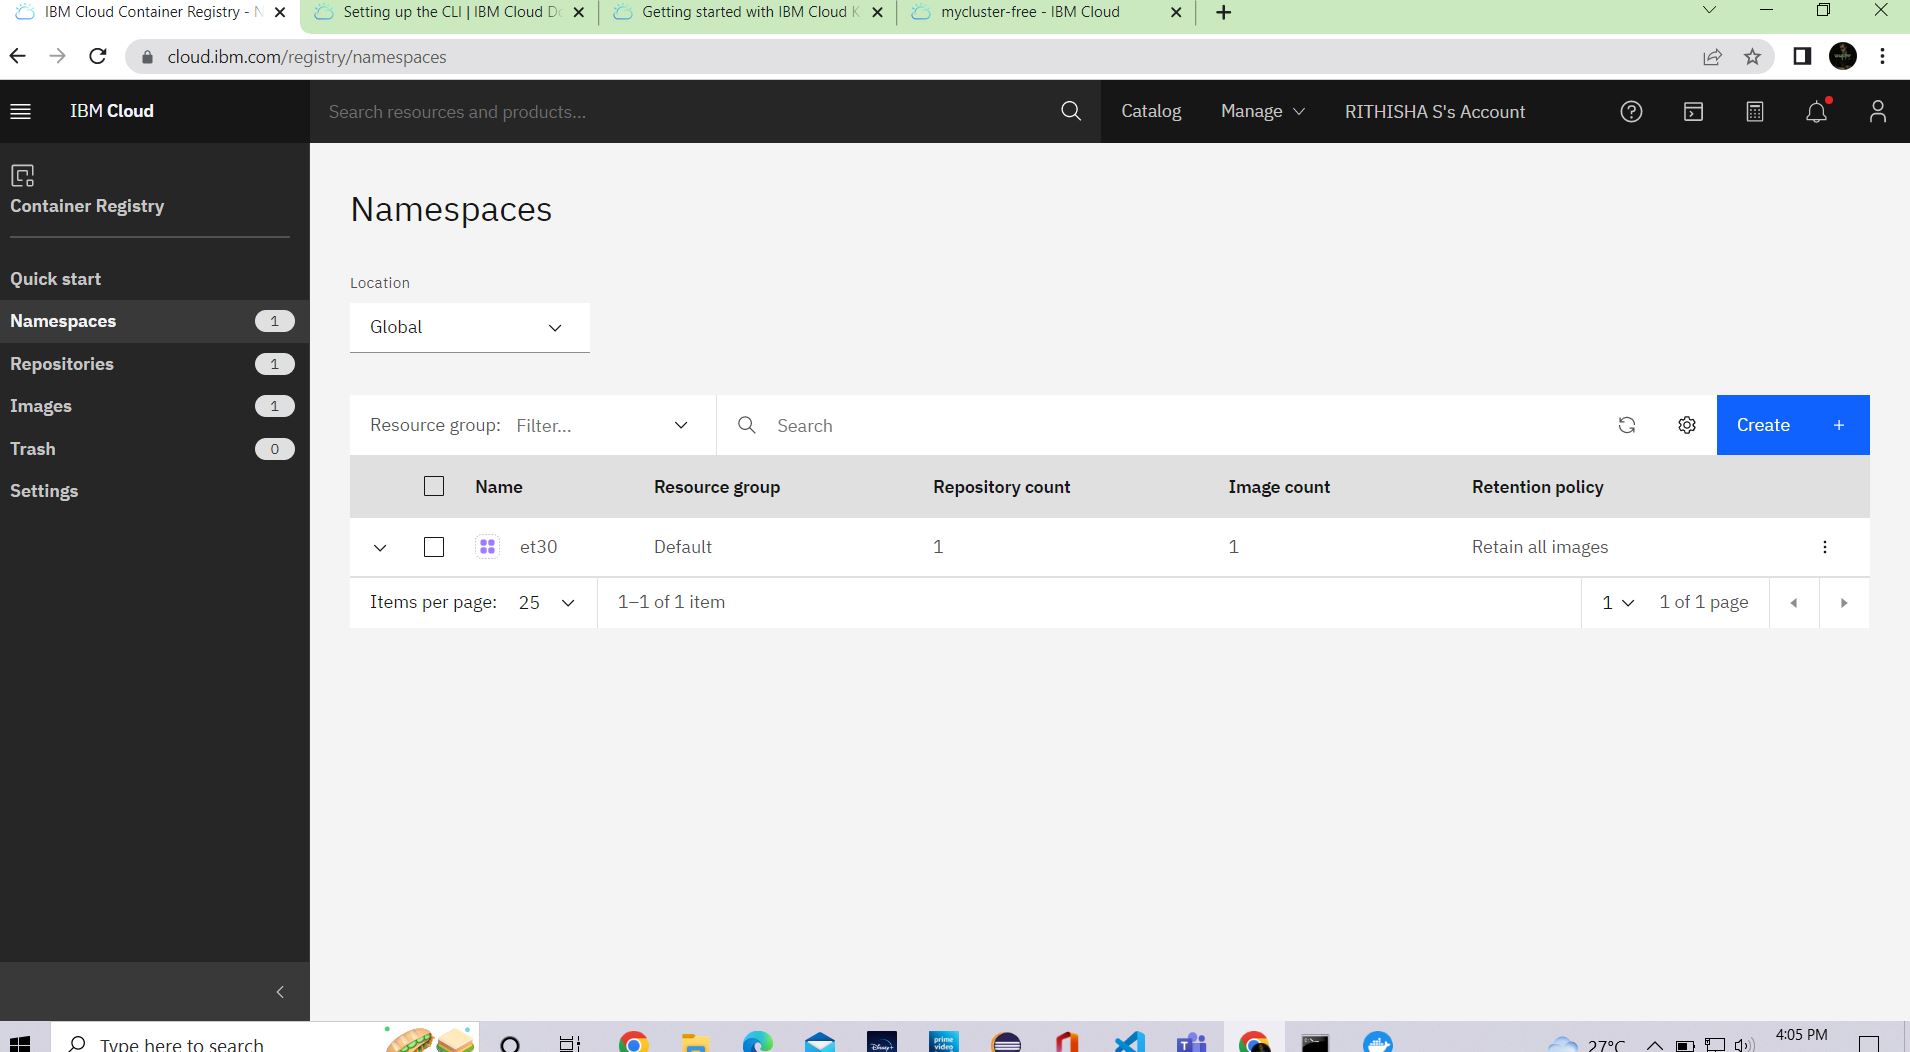 IBM Cloud Container Registry - N
Setting up the CLI | IBM Cloud Do
Getting started with IBM Cloud K
mycluster-free - IBM Cloud
cloud.ibm.com/registry/namespaces
IBM Cloud
Search resources and products...
Catalog
Manage
RITHISHA S's Account
Container Registry
Quick start
Namespaces 1
Repositories 1
Images 1
Trash 0
Settings
Namespaces
Location
Global
Resource group: Filter...
Search
Create +
Name Resource group Repository count Image count Retention policy
et30 Default 1 1 Retain all images
Items per page: 25 1–1 of 1 item 1 1 of 1 page
Type here to search
DISNEY+
prime video
27°C
4:05 PM